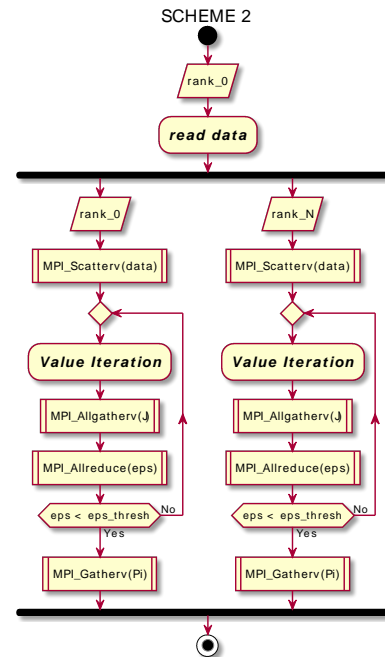 SCHEME 2
rank_0
read data
rank_0
rank_N
MPI_Scatterv(data)
MPI_Scatterv(data)
Value Iteration
Value Iteration
MPI_Allgatherv(J)
MPI_Allgatherv(J)
MPI_Allreduce(eps)
MPI_Allreduce(eps)
eps < eps_thresh
No
eps < eps_thresh
No
Yes
Yes
MPI_Gatherv(Pi)
MPI_Gatherv(Pi)